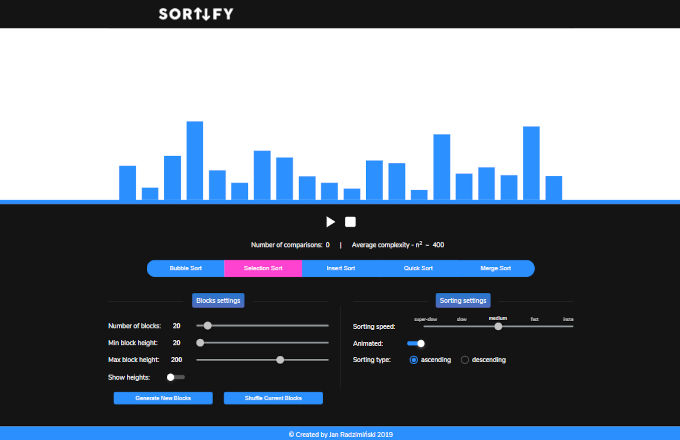 SORT↑↓FY
Number of comparisons: 0 | Average complexity - n² ~ 400
Bubble Sort Selection Sort Insert Sort Quick Sort Merge Sort
Blocks settings
Number of blocks: 20
Min block height: 20
Max block height: 200
Show heights:
Generate New Blocks Shuffle Current Blocks
Sorting settings
super-slow slow medium fast insta
Sorting speed:
Animated:
Sorting type: ascending descending
© Created by Jan Radzimiński 2019